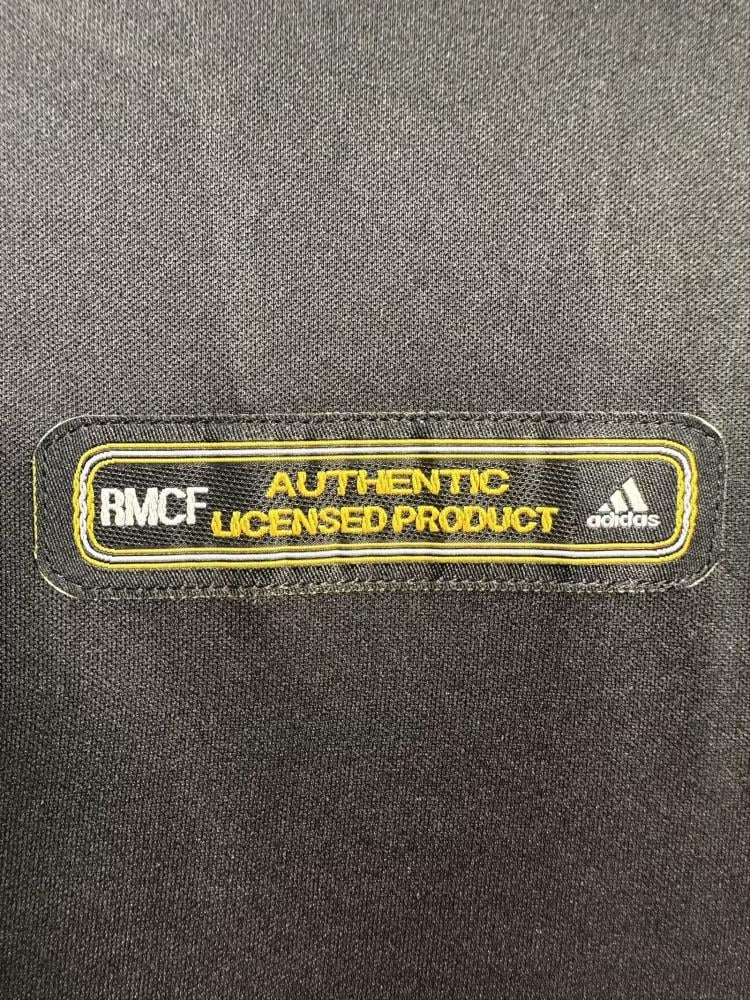 RMCF
AUTHENTIC
LICENSED PRODUCT
adidas